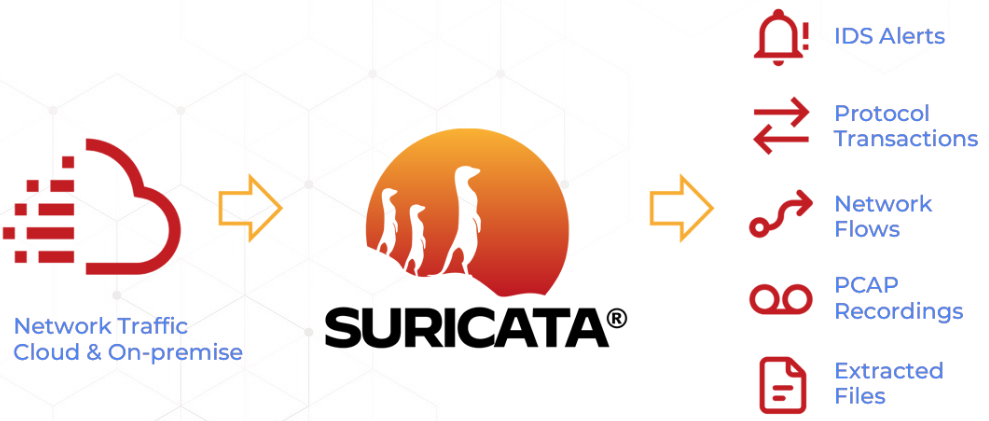 Network Traffic
Cloud & On-premise
SURICATA®
IDS Alerts
Protocol
Transactions
Network
Flows
PCAP
Recordings
Extracted
Files